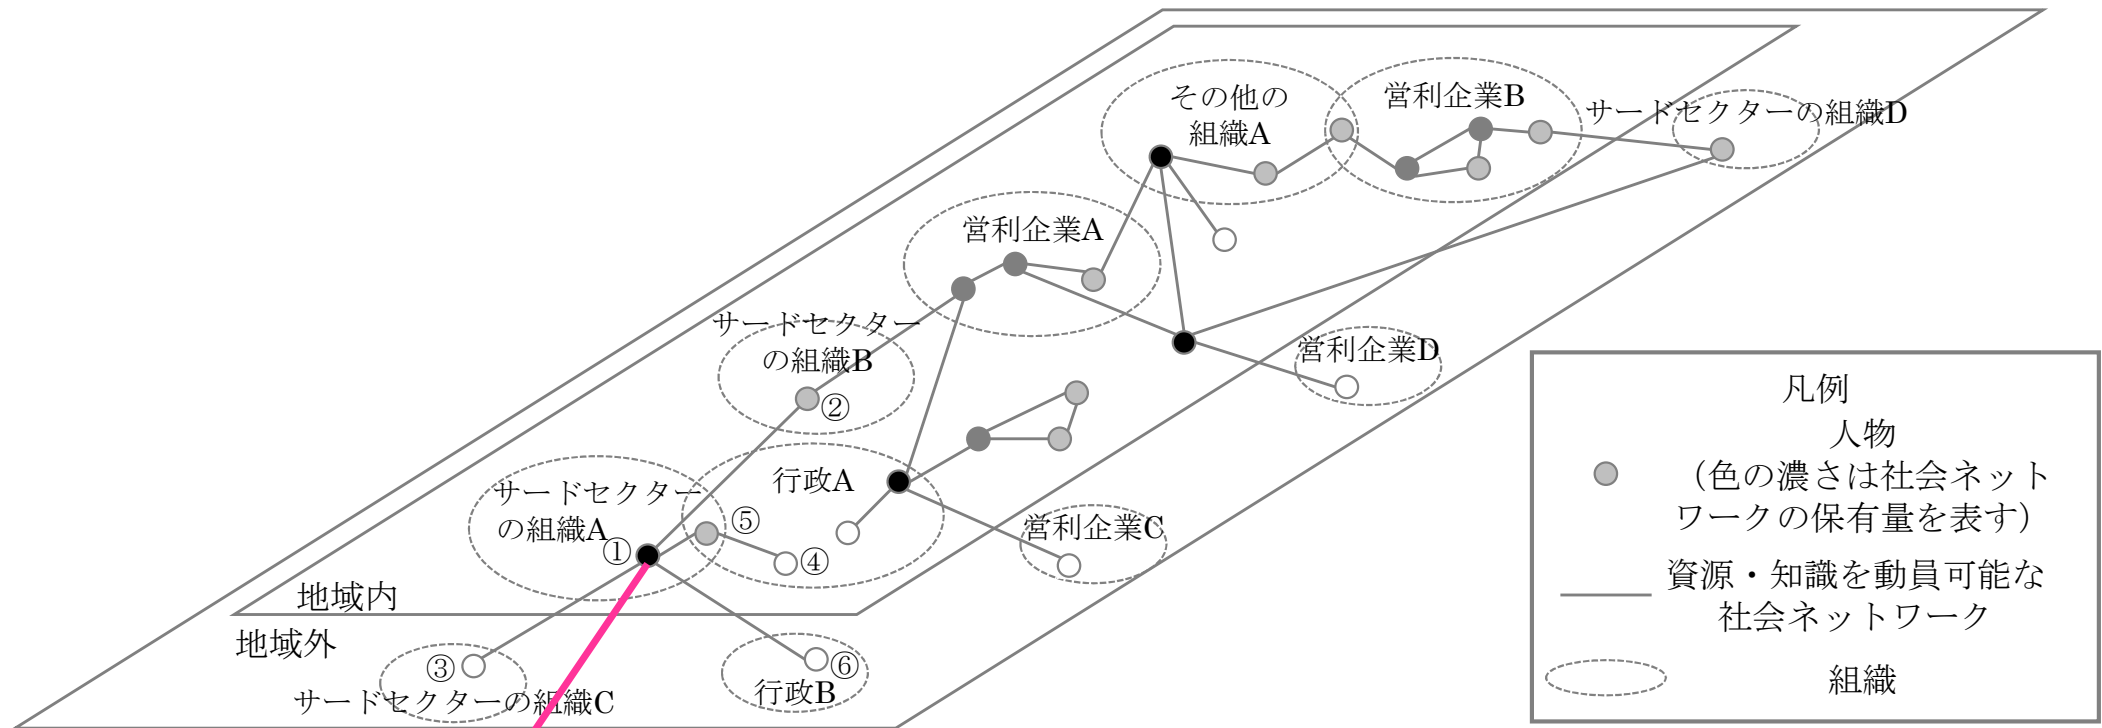 その他の
組織A
営利企業B
サードセクターの組織D
営利企業A
サードセクター
の組織B
②
営利企業D
行政A
サードセクター
の組織A
①
⑤
④
営利企業C
地域内
地域外
③
サードセクターの組織C
⑥
行政B
凡例
人物
（色の濃さは社会ネット
ワークの保有量を表す）
資源・知識を動員可能な
社会ネットワーク
組織